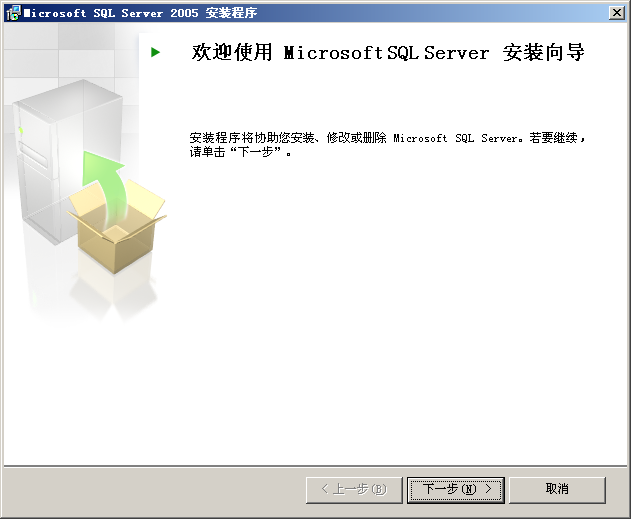 Microsoft SQL Server 2005 安装程序
欢迎使用 Microsoft SQL Server 安装向导
安装程序将协助您安装、修改或删除 Microsoft SQL Server。若要继续，
请单击“下一步”。
< 上一步(B)
下一步(N) >
取消